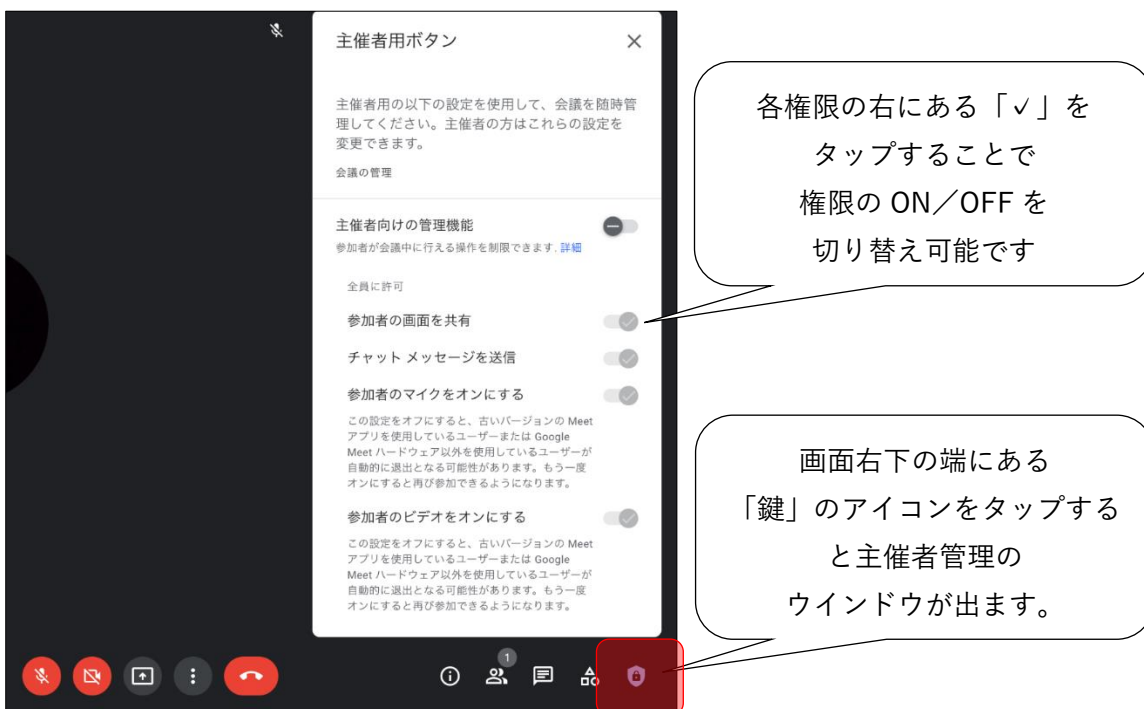 主催者用ボタン
主催者用の以下の設定を使用して、会議を随時管
理してください。主催者の方はこれらの設定を
変更できます。
会議の管理
主催者向けの管理機能
参加者が会議中に行える操作を制限できます. 詳細
全員に許可
参加者の画面を共有
チャット メッセージを送信
参加者のマイクをオンにする
この設定をオフにすると、古いバージョンの Meet
アプリを使用しているユーザーまたは Google
Meet ハードウェア以外を使用しているユーザーが
自動的に退出となる可能性があります。もう一度
オンにすると再び参加できるようになります。
参加者のビデオをオンにする
この設定をオフにすると、古いバージョンの Meet
アプリを使用しているユーザーまたは Google
Meet ハードウェア以外を使用しているユーザーが
自動的に退出となる可能性があります。もう一度
オンにすると再び参加できるようになります。
1
各権限の右にある「✓」を
タップすることで
権限の ON／OFF を
切り替え可能です
画面右下の端にある
「鍵」のアイコンをタップする
と主催者管理の
ウインドウが出ます。